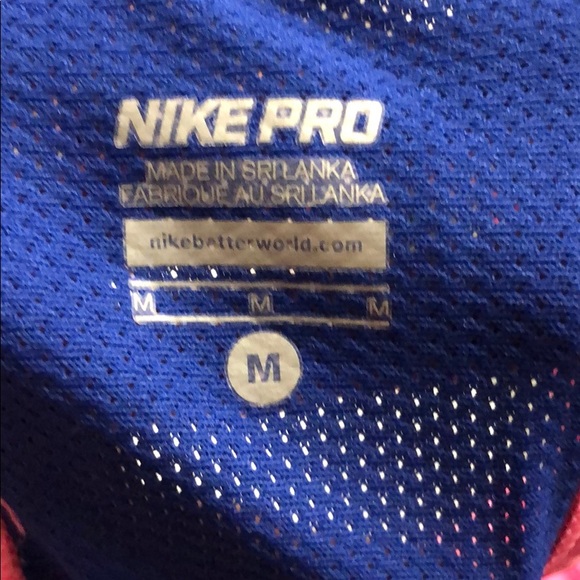 NIKE PRO
MADE IN SRI LANKA
FABRIQUE AU SRI LANKA
nikebetterworld.com
M M M
M